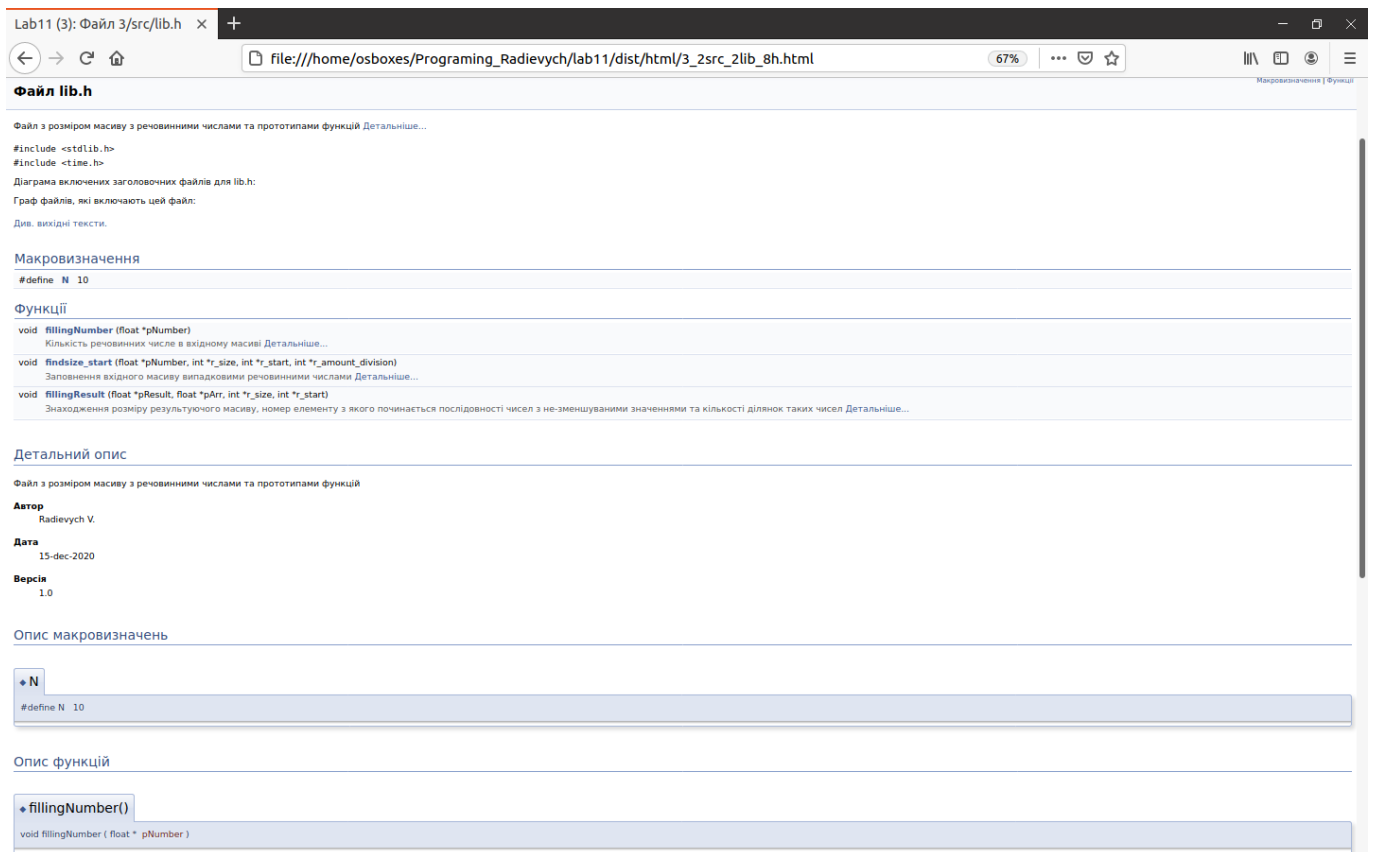 Lab11 (3): Файл 3/src/lib.h
file:///home/osboxes/Programing_Radievych/lab11/dist/html/3_2src_2lib_8h.html
67%
Макровизначення | Функції
Файл lib.h
Файл з розміром масиву з речовинними числами та прототипами функцій Детальніше...
#include <stdlib.h>
#include <time.h>
Діаграма включених заголовочних файлів для lib.h:
Граф файлів, які включають цей файл:
Див. вихідні тексти.
Макровизначення
#define N 10
Функції
void fillingNumber (float *pNumber)
Кількість речовинних числе в вхідному масиві Детальніше...
void findsize_start (float *pNumber, int *r_size, int *r_start, int *r_amount_division)
Заповнення вхідного масиву випадковими речовинними числами Детальніше...
void fillingResult (float *pResult, float *pArr, int *r_size, int *r_start)
Знаходження розміру результуючого масиву, номер елементу з якого починається послідовності чисел з не-зменшуваними значеннями та кількості ділянок таких чисел Детальніше...
Детальний опис
Файл з розміром масиву з речовинними числами та прототипами функцій
Автор
Radievych V.
Дата
15-dec-2020
Версія
1.0
Опис макровизначень
N
#define N 10
Опис функцій
fillingNumber()
void fillingNumber ( float * pNumber )